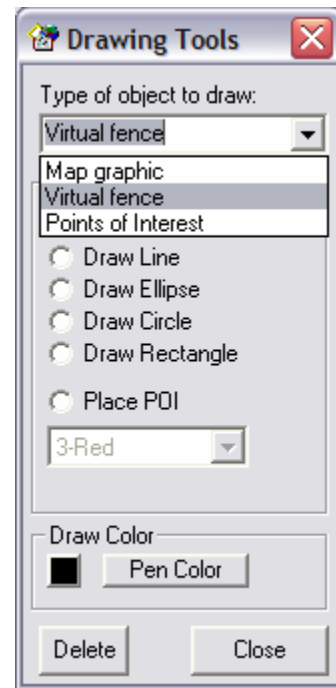 Drawing Tools
Type of object to draw:
Virtual fence
Map graphic
Virtual fence
Points of Interest
Draw Line
Draw Ellipse
Draw Circle
Draw Rectangle
Place POI
3-Red
Draw Color
Pen Color
Delete
Close